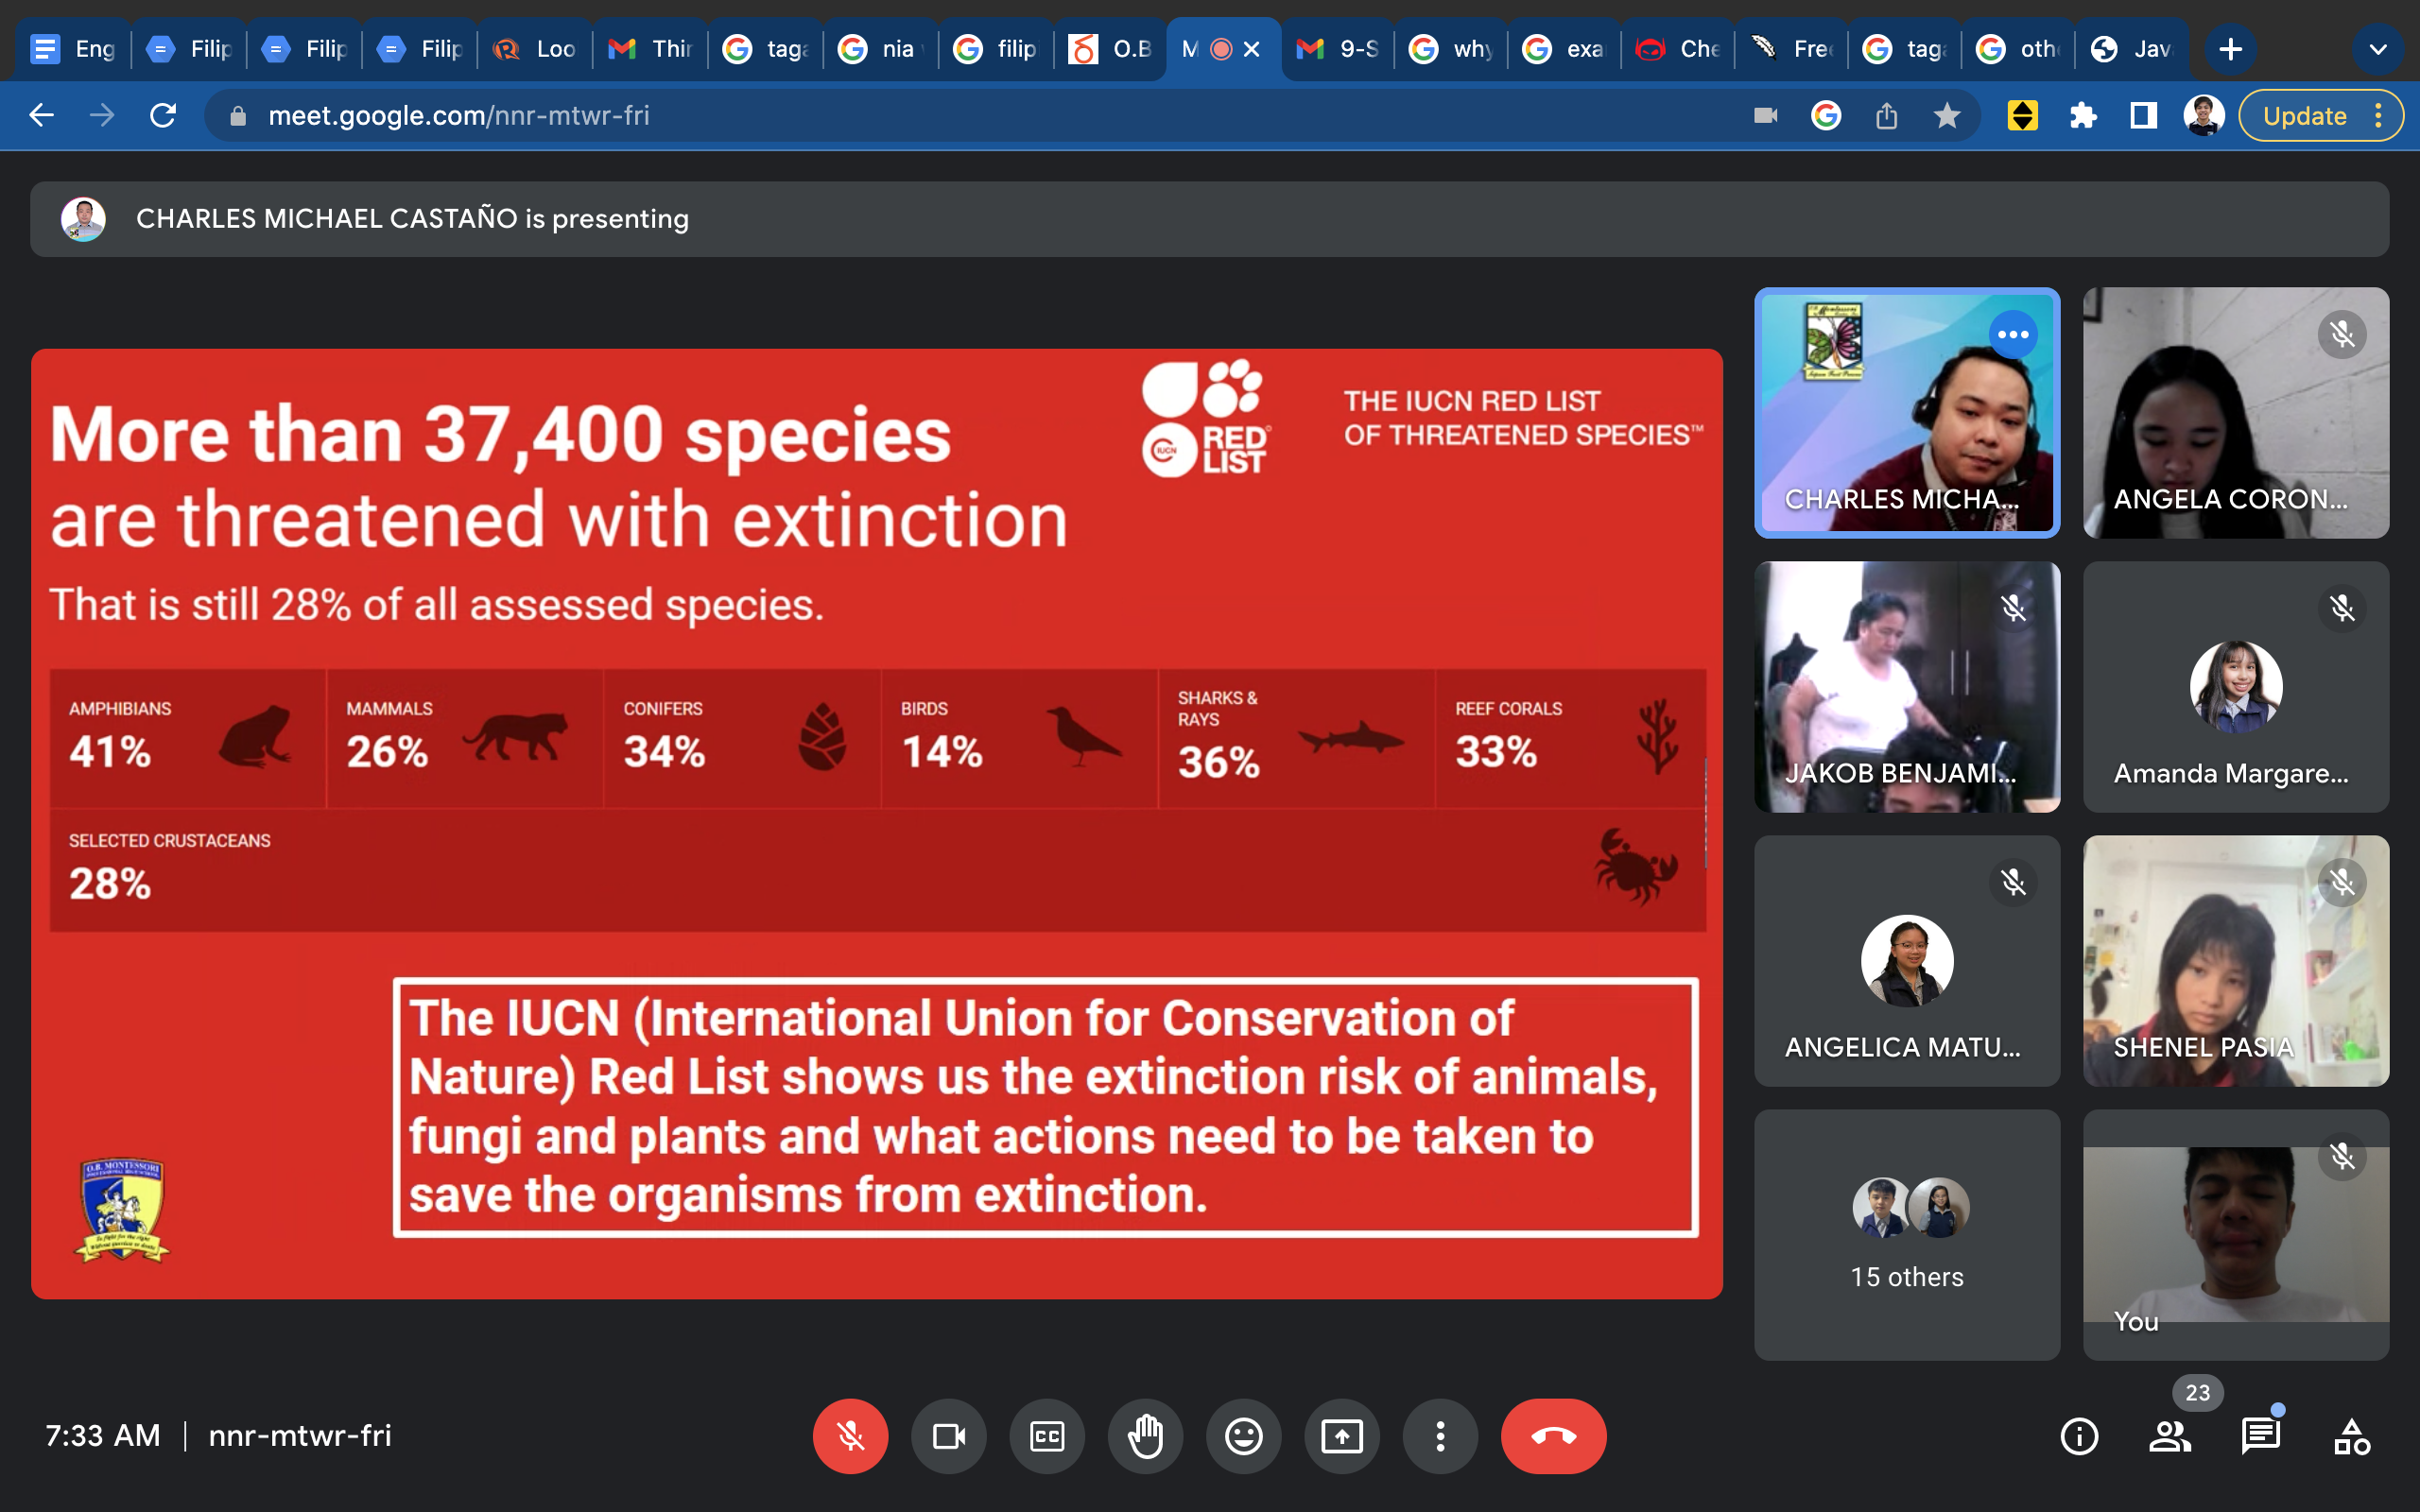 Eng
Filip
Filip
Filip
Loo
Thir
taga
nia
filip
O.B
M
9-S
why
exa
Che
Free
taga
oth
Jav
meet.google.com/nnr-mtwr-fri
Update
CHARLES MICHAEL CASTAÑO is presenting
More than 37,400 species
are threatened with extinction
That is still 28% of all assessed species.
IUCN
RED
LIST
THE IUCN RED LIST
OF THREATENED SPECIES™
AMPHIBIANS
41%
MAMMALS
26%
CONIFERS
34%
BIRDS
14%
SHARKS &
RAYS
36%
REEF CORALS
33%
SELECTED CRUSTACEANS
28%
The IUCN (International Union for Conservation of
Nature) Red List shows us the extinction risk of animals,
fungi and plants and what actions need to be taken to
save the organisms from extinction.
O.B. MONTESSORI
CHARLES MICHA...
ANGELA CORON...
JAKOB BENJAMI...
Amanda Margare...
ANGELICA MATU...
SHENEL PASIA
15 others
You
7:33 AM | nnr-mtwr-fri
CC
23